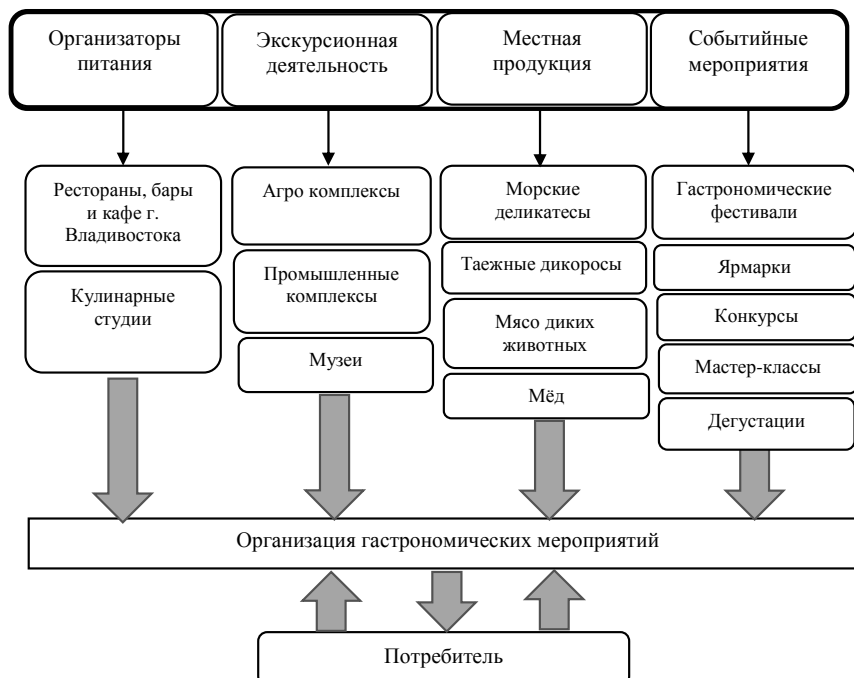 Организаторы
питания
Экскурсионная
деятельность
Местная
продукция
Событийные
мероприятия
Рестораны, бары
и кафе г.
Владивостока
Кулинарные
студии
Агро комплексы
Промышленные
комплексы
Музеи
Морские
деликатесы
Таежные дикоросы
Мясо диких
животных
Мёд
Гастрономические
фестивали
Ярмарки
Конкурсы
Мастер-классы
Дегустации
Организация гастрономических мероприятий
Потребитель